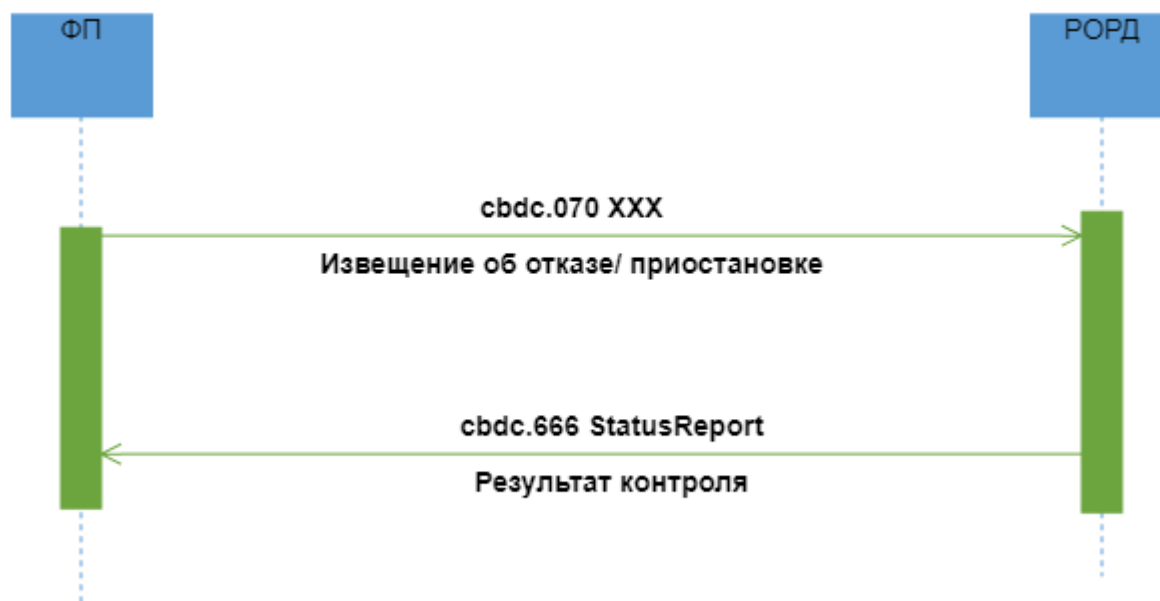 ФП
РОРД
cbdc.070 XXX
Извещение об отказе/ приостановке
cbdc.666 StatusReport
Результат контроля